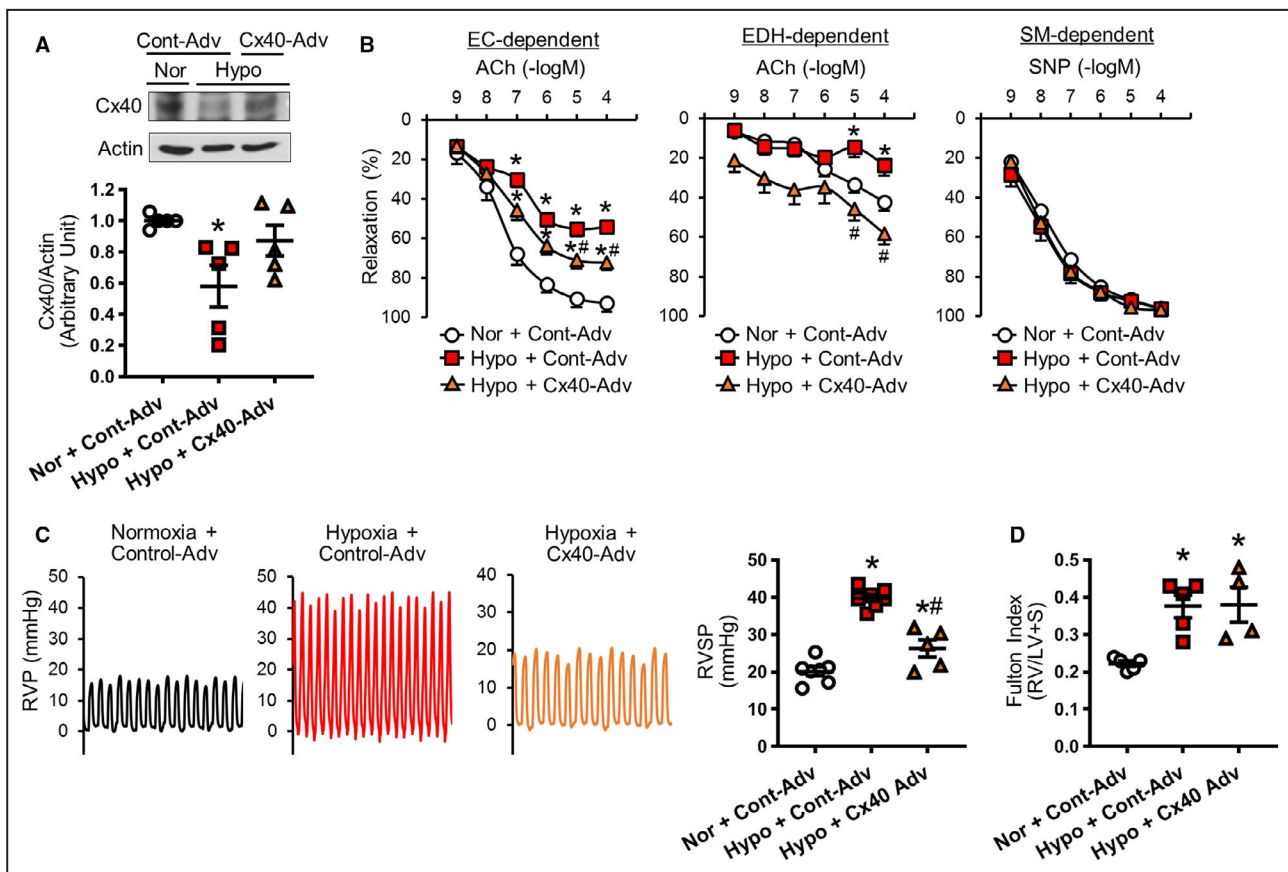 A
Cont-Adv Cx40-Adv
Nor Hypo
Cx40
Actin
Cx40/Actin
(Arbitrary Unit)
1.2
1.0
0.8
0.6
0.4
0.2
0.0
*
Nor + Cont-Adv
Hypo + Cont-Adv
Hypo + Cx40-Adv
B
EC-dependent
ACh (-logM)
9 8 7 6 5 4
Relaxation (%)
0
20
40
60
80
100
* * * *
* * *# *#
Nor + Cont-Adv
Hypo + Cont-Adv
Hypo + Cx40-Adv
EDH-dependent
ACh (-logM)
9 8 7 6 5 4
0
20
40
60
80
100
* *
# #
Nor + Cont-Adv
Hypo + Cont-Adv
Hypo + Cx40-Adv
SM-dependent
SNP (-logM)
9 8 7 6 5 4
0
20
40
60
80
100
Nor + Cont-Adv
Hypo + Cont-Adv
Hypo + Cx40-Adv
C
Normoxia +
Control-Adv
RVP (mmHg)
50
40
30
20
10
0
Hypoxia +
Control-Adv
50
40
30
20
10
0
Hypoxia +
Cx40-Adv
40
30
20
10
0
RVSP
(mmHg)
50
40
30
20
10
0
*
*#
Nor + Cont-Adv
Hypo + Cont-Adv
Hypo + Cx40 Adv
D
Fulton Index
(RV/LV+S)
0.5
0.4
0.3
0.2
0.1
0.0
* *
Nor + Cont-Adv
Hypo + Cont-Adv
Hypo + Cx40 Adv